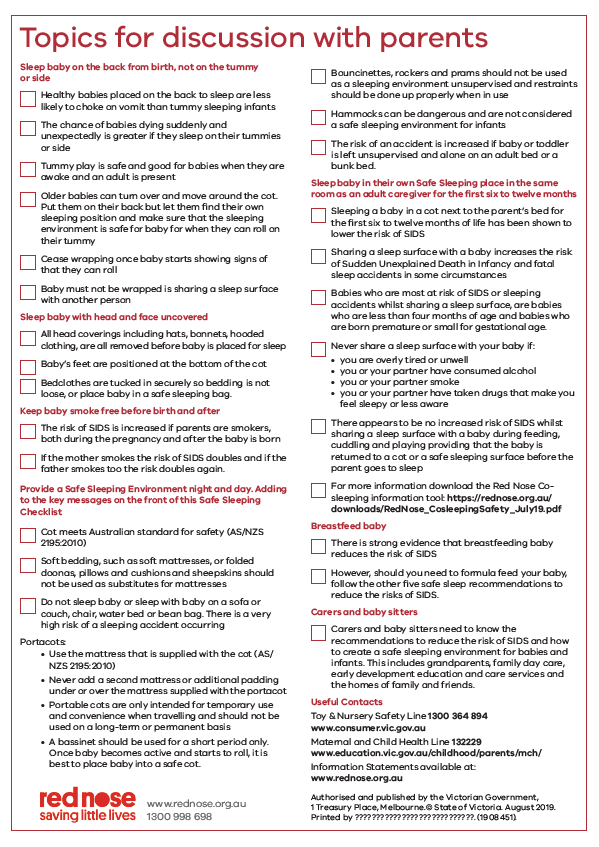 Topics for discussion with parents
Sleep baby on the back from birth, not on the tummy
or side
Healthy babies placed on the back to sleep are less
likely to choke on vomit than tummy sleeping infants
The chance of babies dying suddenly and
unexpectedly is greater if they sleep on their tummies
or side
Tummy play is safe and good for babies when they are
awake and an adult is present
Older babies can turn over and move around the cot.
Put them on their back but let them find their own
sleeping position and make sure that the sleeping
environment is safe for baby for when they can roll on
their tummy
Cease wrapping once baby starts showing signs of
that they can roll
Baby must not be wrapped is sharing a sleep surface
with another person
Sleep baby with head and face uncovered
All head coverings including hats, bonnets, hooded
clothing, are all removed before baby is placed for sleep
Baby's feet are positioned at the bottom of the cot
Bedclothes are tucked in securely so bedding is not
loose, or place baby in a safe sleeping bag.
Keep baby smoke free before birth and after
The risk of SIDS is increased if parents are smokers,
both during the pregnancy and after the baby is born
If the mother smokes the risk of SIDS doubles and if the
father smokes too the risk doubles again.
Provide a Safe Sleeping Environment night and day. Adding
to the key messages on the front of this Safe Sleeping
Checklist
Cot meets Australian standard for safety (AS/NZS
2195:2010)
Soft bedding, such as soft mattresses, or folded
doonas, pillows and cushions and sheepskins should
not be used as substitutes for mattresses
Do not sleep baby or sleep with baby on a sofa or
couch, chair, water bed or bean bag. There is a very
high risk of a sleeping accident occurring
Portacots:
• Use the mattress that is supplied with the cot (AS/
NZS 2195:2010)
• Never add a second mattress or additional padding
under or over the mattress supplied with the portacot
• Portable cots are only intended for temporary use
and convenience when travelling and should not be
used on a long-term or permanent basis
• A bassinet should be used for a short period only.
Once baby becomes active and starts to roll, it is
best to place baby into a safe cot.
red nose
saving little lives
www.rednose.org.au
1300 998 698
Bouncinettes, rockers and prams should not be used
as a sleeping environment unsupervised and restraints
should be done up properly when in use
Hammocks can be dangerous and are not considered
a safe sleeping environment for infants
The risk of an accident is increased if baby or toddler
is left unsupervised and alone on an adult bed or a
bunk bed.
Sleep baby in their own Safe Sleeping place in the same
room as an adult caregiver for the first six to twelve months
Sleeping a baby in a cot next to the parent's bed for
the first six to twelve months of life has been shown to
lower the risk of SIDS
Sharing a sleep surface with a baby increases the risk
of Sudden Unexplained Death in Infancy and fatal
sleep accidents in some circumstances
Babies who are most at risk of SIDS or sleeping
accidents whilst sharing a sleep surface, are babies
who are less than four months of age and babies who
are born premature or small for gestational age.
Never share a sleep surface with your baby if:
• you are overly tired or unwell
• you or your partner have consumed alcohol
• you or your partner smoke
• you or your partner have taken drugs that make you
feel sleepy or less aware
There appears to be no increased risk of SIDS whilst
sharing a sleep surface with a baby during feeding,
cuddling and playing providing that the baby is
returned to a cot or a safe sleeping surface before the
parent goes to sleep
For more information download the Red Nose Co-
sleeping information tool: https://rednose.org.au/
downloads/RedNose_CosleepingSafety_July19.pdf
Breastfeed baby
There is strong evidence that breastfeeding baby
reduces the risk of SIDS
However, should you need to formula feed your baby,
follow the other five safe sleep recommendations to
reduce the risks of SIDS.
Carers and baby sitters
Carers and baby sitters need to know the
recommendations to reduce the risk of SIDS and how
to create a safe sleeping environment for babies and
infants. This includes grandparents, family day care,
early development education and care services and
the homes of family and friends.
Useful Contacts
Toy & Nursery Safety Line 1300 364 894
www.consumer.vic.gov.au
Maternal and Child Health Line 132229
www.education.vic.gov.au/childhood/parents/mch/
Information Statements available at:
www.rednose.org.au
Authorised and published by the Victorian Government,
1 Treasury Place, Melbourne.© State of Victoria. August 2019.
Printed by ????????????????????????????. (1908451).